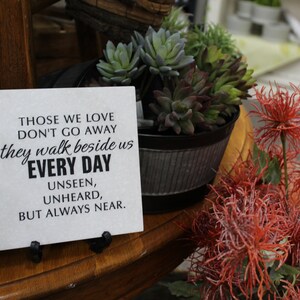 THOSE WE LOVE
DON'T GO AWAY
they walk beside us
EVERY DAY
UNSEEN,
UNHEARD,
BUT ALWAYS NEAR.